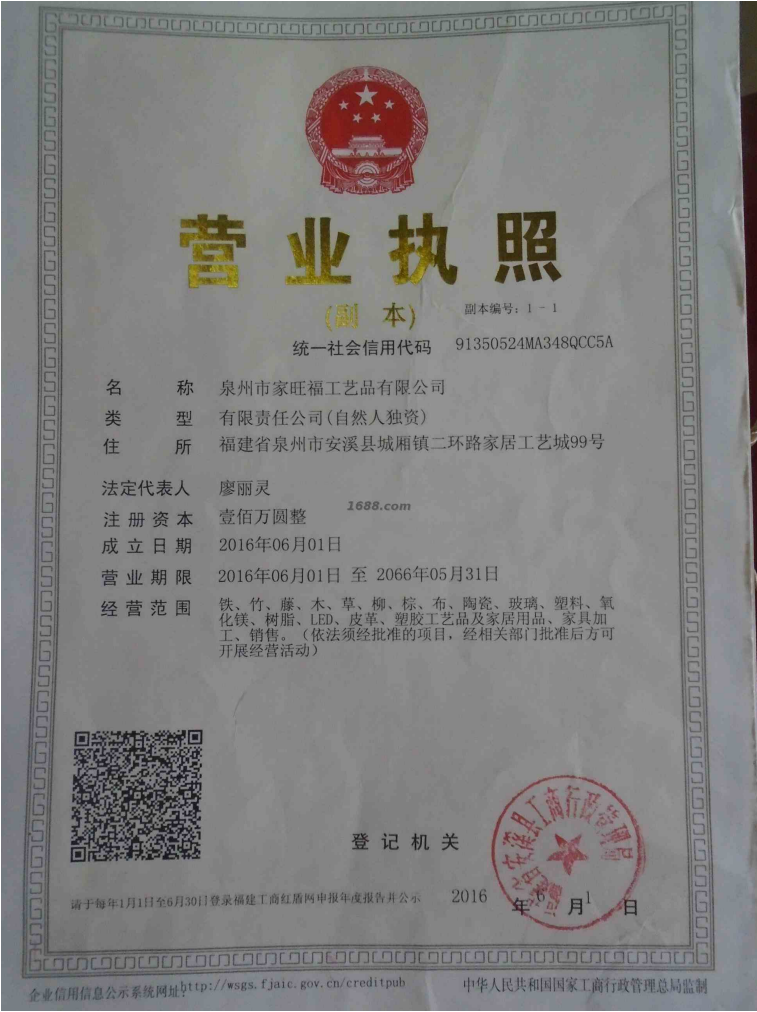 营业执照
(副 本)
副本编号：1 - 1
统一社会信用代码 91350524MA348QCC5A
名 称 泉州市家旺福工艺品有限公司
类 型 有限责任公司(自然人独资)
住 所 福建省泉州市安溪县城厢镇二环路家居工艺城99号
法定代表人 廖丽灵
1688.com
注册资本 壹佰万圆整
成立日期 2016年06月01日
营业期限 2016年06月01日 至 2066年05月31日
经营范围 铁、竹、藤、木、草、柳、棕、布、陶瓷、玻璃、塑料、氧
化镁、树脂、LED、皮革、塑胶工艺品及家居用品、家具加
工、销售。（依法须经批准的项目，经相关部门批准后方可
开展经营活动）
登记机关
安溪县工商行政管理局
请于每年1月1日至6月30日登录福建工商红盾网申报年度报告并公示
2016 年 6 月 1 日
企业信用信息公示系统网址：http://wsgs.fjaic.gov.cn/creditpub
中华人民共和国国家工商行政管理总局监制